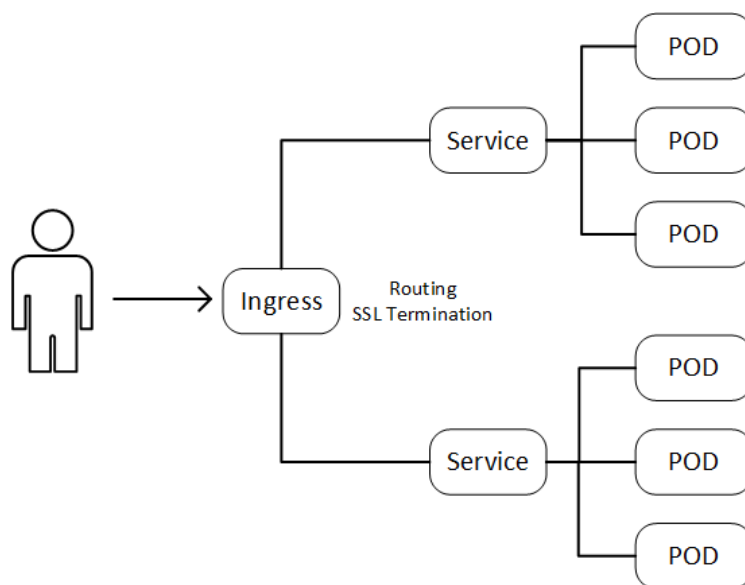 POD
Service
POD
POD
Ingress
Routing
SSL Termination
POD
Service
POD
POD